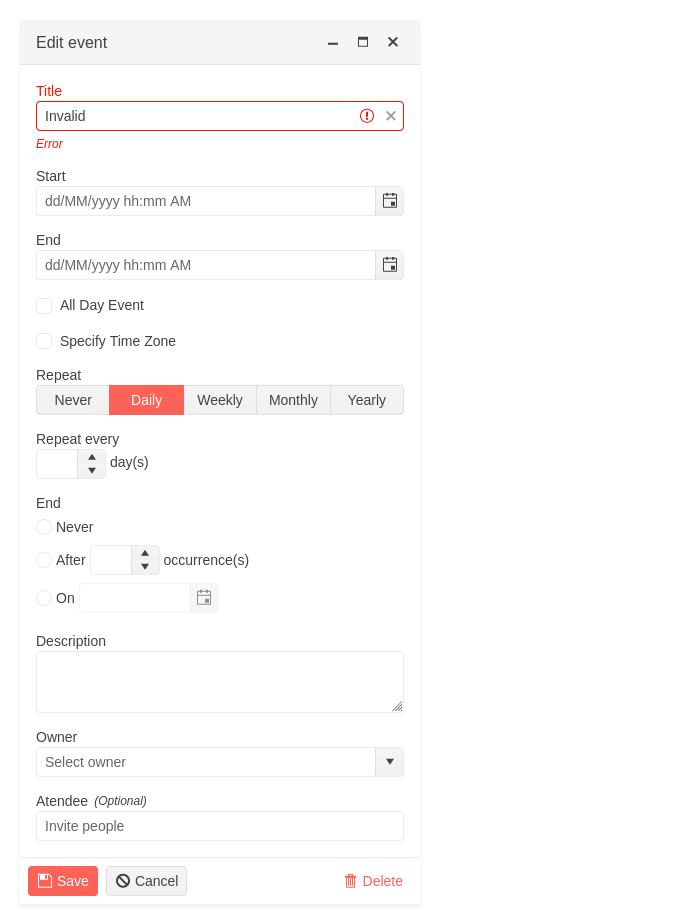 Edit event
Title
Invalid
Error
Start
dd/MM/yyyy hh:mm AM
End
dd/MM/yyyy hh:mm AM
All Day Event
Specify Time Zone
Repeat
Never Daily Weekly Monthly Yearly
Repeat every
day(s)
End
Never
After occurrence(s)
On
Description
Owner
Select owner
Atendee (Optional)
Invite people
Save Cancel Delete